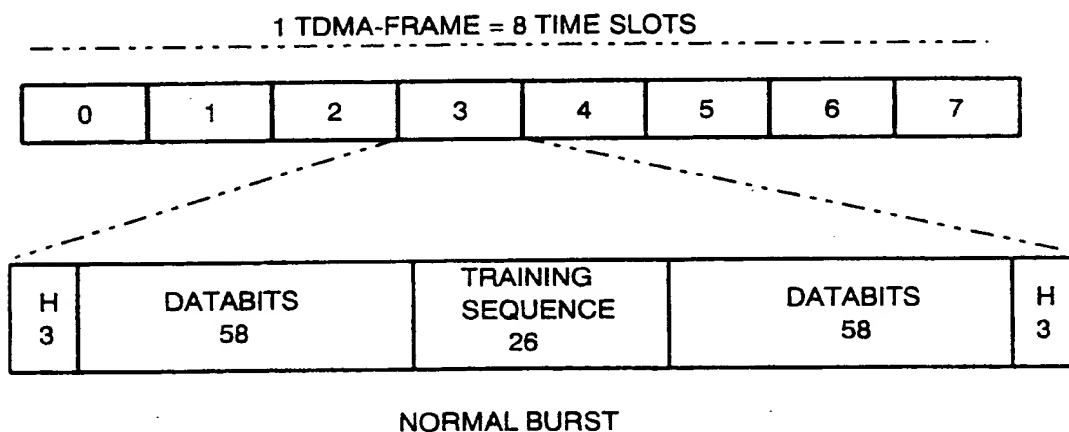 1 TDMA-FRAME = 8 TIME SLOTS
0 1 2 3 4 5 6 7
H 3
DATABITS 58
TRAINING SEQUENCE 26
DATABITS 58
H 3
NORMAL BURST